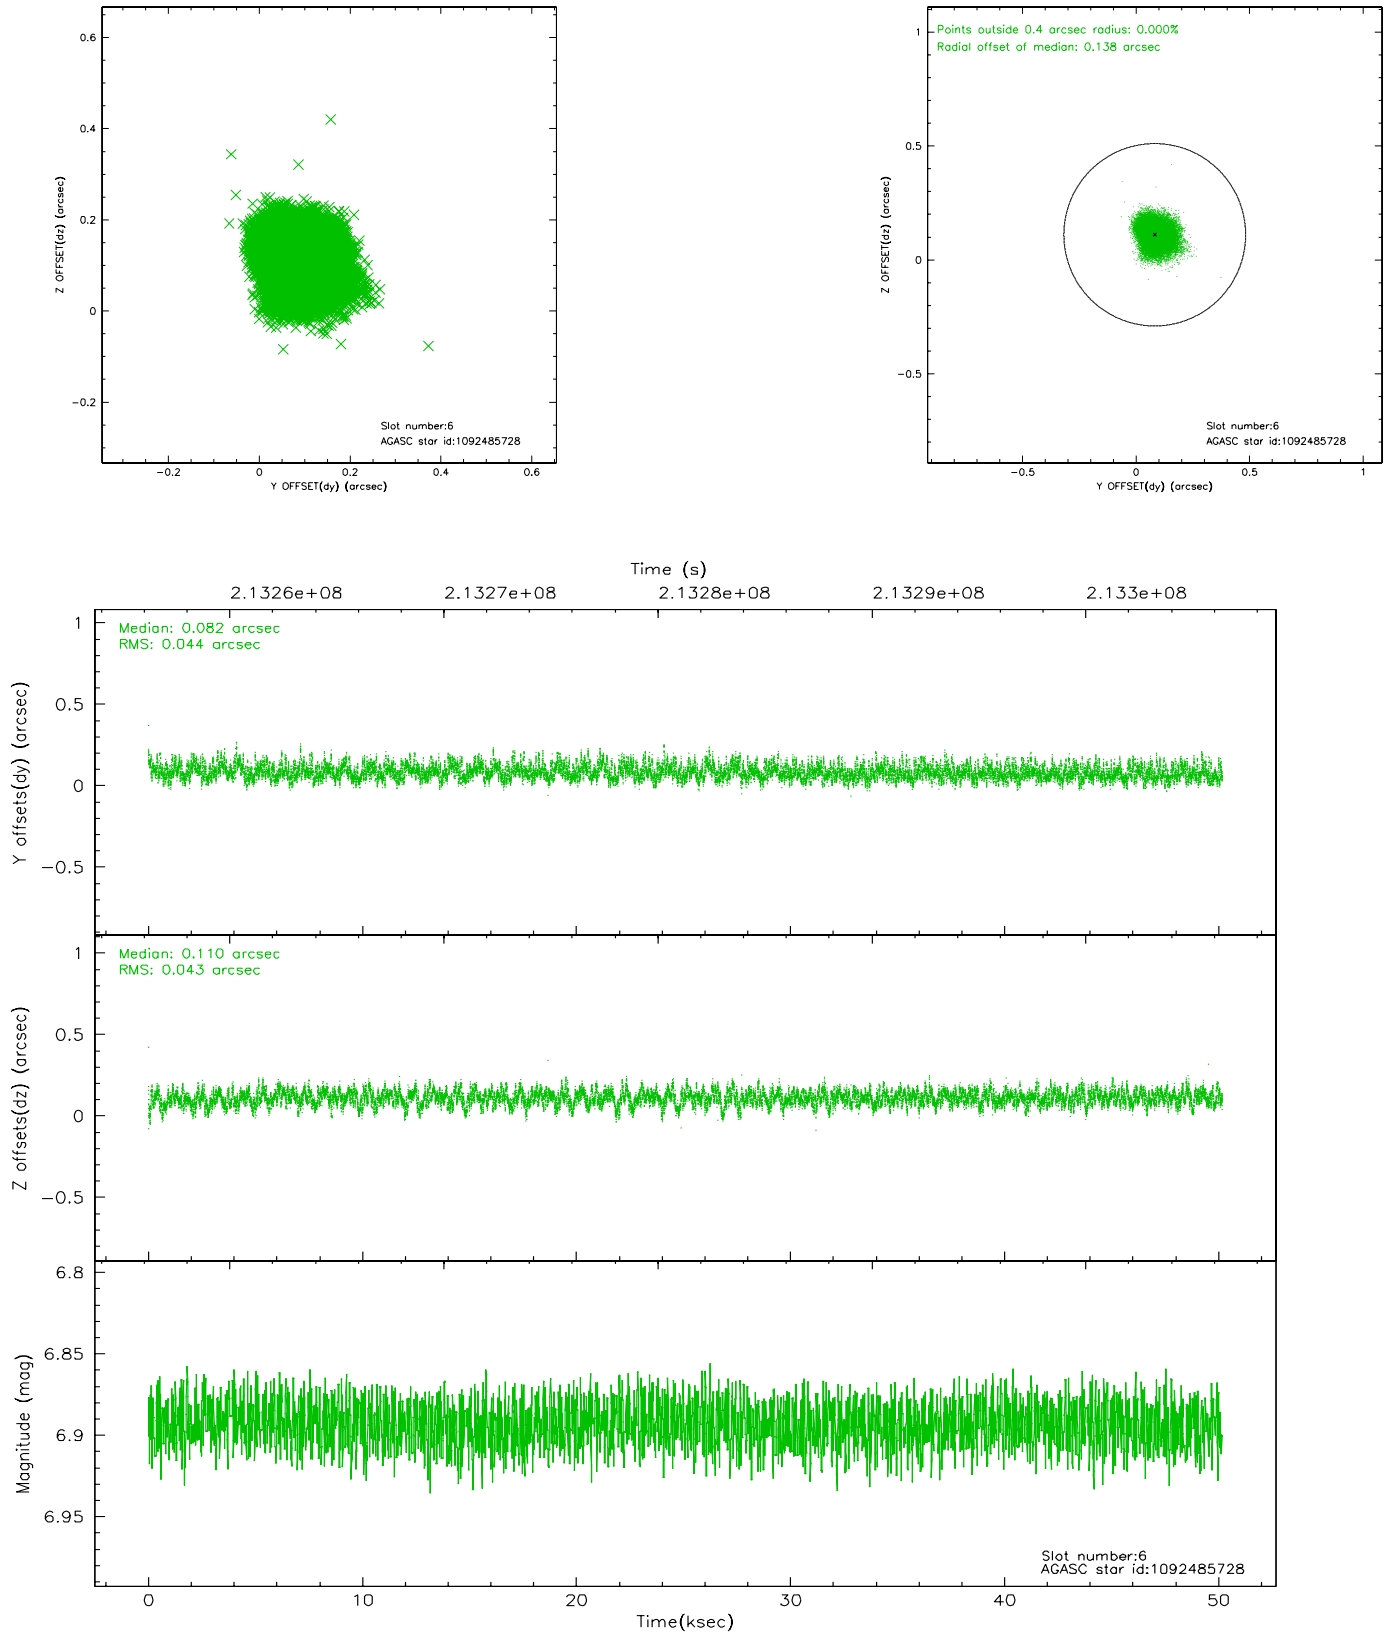 0.6
0.4
0.2
0
−0.2
Z OFFSET(dz) (arcsec)
−0.2 0 0.2 0.4 0.6
Y OFFSET(dy) (arcsec)
Slot number:6
AGASC star id:1092485728
Points outside 0.4 arcsec radius: 0.000%
Radial offset of median: 0.138 arcsec
1
0.5
0
−0.5
Z OFFSET(dz) (arcsec)
−0.5 0 0.5 1
Y OFFSET(dy) (arcsec)
Slot number:6
AGASC star id:1092485728
Time (s)
2.1326e+08 2.1327e+08 2.1328e+08 2.1329e+08 2.133e+08
Median: 0.082 arcsec
RMS: 0.044 arcsec
1
0.5
0
−0.5
Y offsets(dy) (arcsec)
Median: 0.110 arcsec
RMS: 0.043 arcsec
1
0.5
0
−0.5
Z offsets(dz) (arcsec)
6.8
6.85
6.9
6.95
Magnitude (mag)
Slot number:6
AGASC star id:1092485728
0 10 20 30 40 50
Time(ksec)